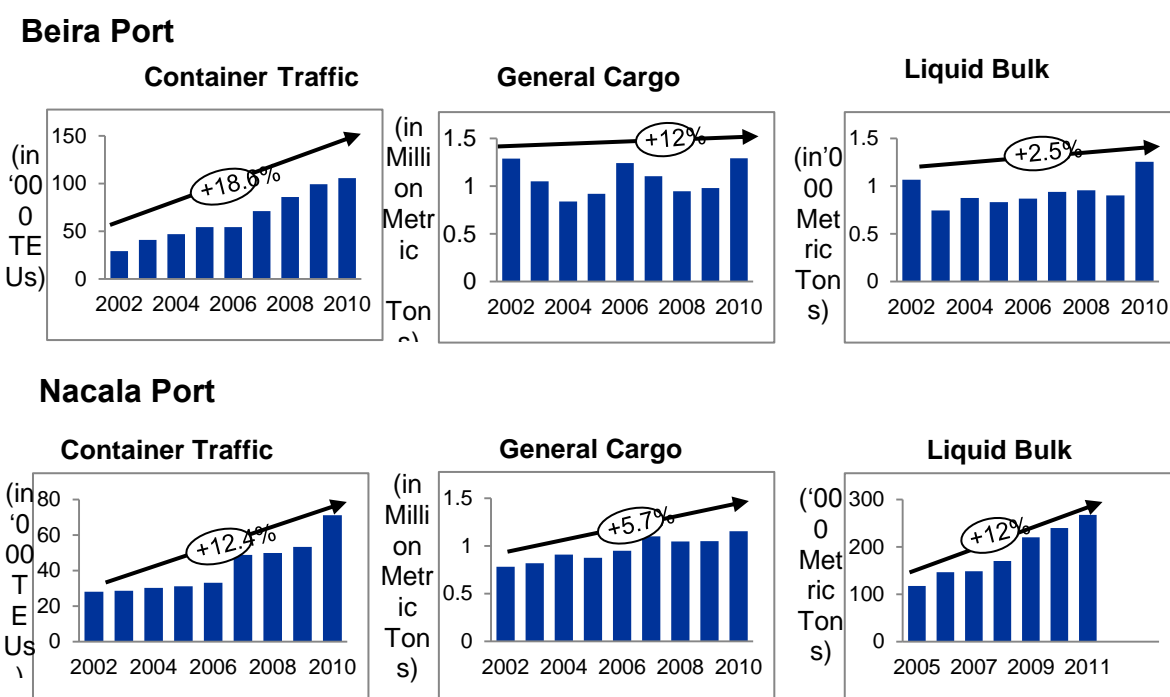 Beira Port
Container Traffic
(in
‘00
0
TE
Us)
150
100
50
0
+18.6%
2002 2004 2006 2008 2010
General Cargo
(in
Milli
on
Metr
ic
Ton
s)
1.5
1
0.5
0
+12%
2002 2004 2006 2008 2010
Liquid Bulk
(in’0
00
Met
ric
Ton
s)
1.5
1
0.5
0
+2.5%
2002 2004 2006 2008 2010
Nacala Port
Container Traffic
(in
‘0
00
T
E
Us
)
80
60
40
20
0
+12.4%
2002 2004 2006 2008 2010
General Cargo
(in
Milli
on
Metr
ic
Ton
s)
1.5
1
0.5
0
+5.7%
2002 2004 2006 2008 2010
Liquid Bulk
(‘00
0
Met
ric
Ton
s)
300
200
100
0
+12%
2005 2007 2009 2011